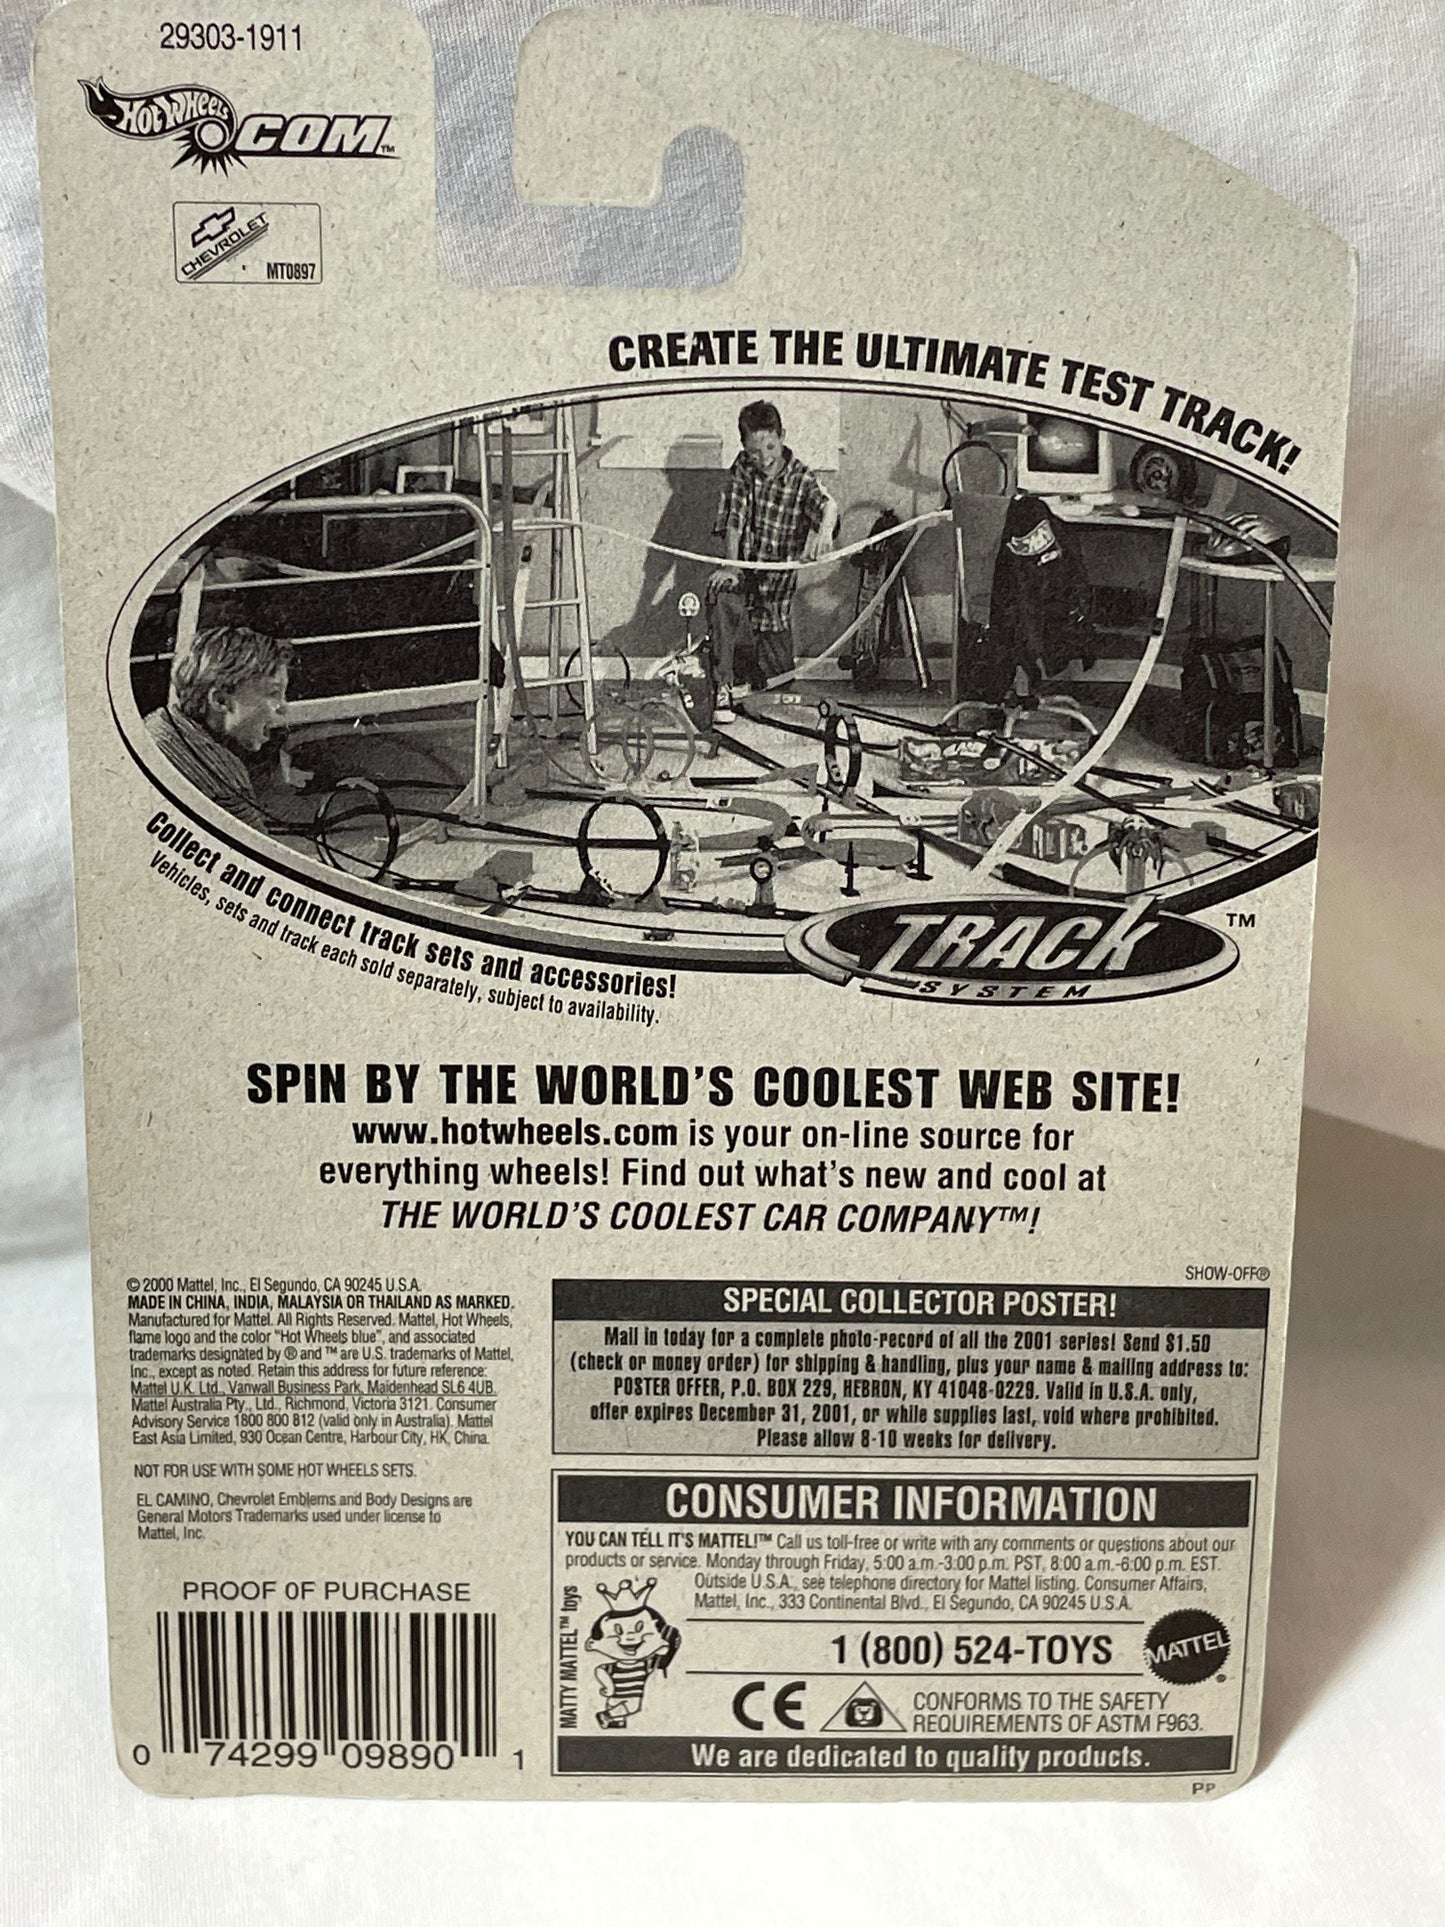 29303-1911
Hot Wheels .COM™
CHEVROLET
MT0897
CREATE THE ULTIMATE TEST TRACK!
Collect and connect track sets and accessories!
Vehicles, sets and track each sold separately, subject to availability.
TRACK™
SYSTEM
SPIN BY THE WORLD'S COOLEST WEB SITE!
www.hotwheels.com is your on-line source for
everything wheels! Find out what's new and cool at
THE WORLD'S COOLEST CAR COMPANY™!
© 2000 Mattel, Inc., El Segundo, CA 90245 U.S.A.
MADE IN CHINA, INDIA, MALAYSIA OR THAILAND AS MARKED.
Manufactured for Mattel. All Rights Reserved. Mattel, Hot Wheels,
flame logo and the color "Hot Wheels blue", and associated
trademarks designated by ® and ™ are U.S. trademarks of Mattel,
Inc., except as noted. Retain this address for future reference:
Mattel U.K. Ltd., Vanwall Business Park, Maidenhead SL6 4UB.
Mattel Australia Pty., Ltd., Richmond, Victoria 3121. Consumer
Advisory Service 1800 800 812 (valid only in Australia). Mattel
East Asia Limited, 930 Ocean Centre, Harbour City, HK, China.
NOT FOR USE WITH SOME HOT WHEELS SETS.
EL CAMINO, Chevrolet Emblems and Body Designs are
General Motors Trademarks used under license to
Mattel, Inc.
PROOF OF PURCHASE
0 74299 09890 1
SHOW-OFF®
SPECIAL COLLECTOR POSTER!
Mail in today for a complete photo-record of all the 2001 series! Send $1.50
(check or money order) for shipping & handling, plus your name & mailing address to:
POSTER OFFER, P.O. BOX 229, HEBRON, KY 41048-0229. Valid in U.S.A. only,
offer expires December 31, 2001, or while supplies last, void where prohibited.
Please allow 8-10 weeks for delivery.
CONSUMER INFORMATION
YOU CAN TELL IT'S MATTEL!™ Call us toll-free or write with any comments or questions about our
products or service. Monday through Friday, 5:00 a.m.-3:00 p.m. PST, 8:00 a.m.-6:00 p.m. EST.
Outside U.S.A., see telephone directory for Mattel listing. Consumer Affairs,
Mattel, Inc., 333 Continental Blvd., El Segundo, CA 90245 U.S.A.
MATTY MATTEL™ toys
1 (800) 524-TOYS
MATTEL®
CE
CONFORMS TO THE SAFETY
REQUIREMENTS OF ASTM F963.
We are dedicated to quality products.
PP